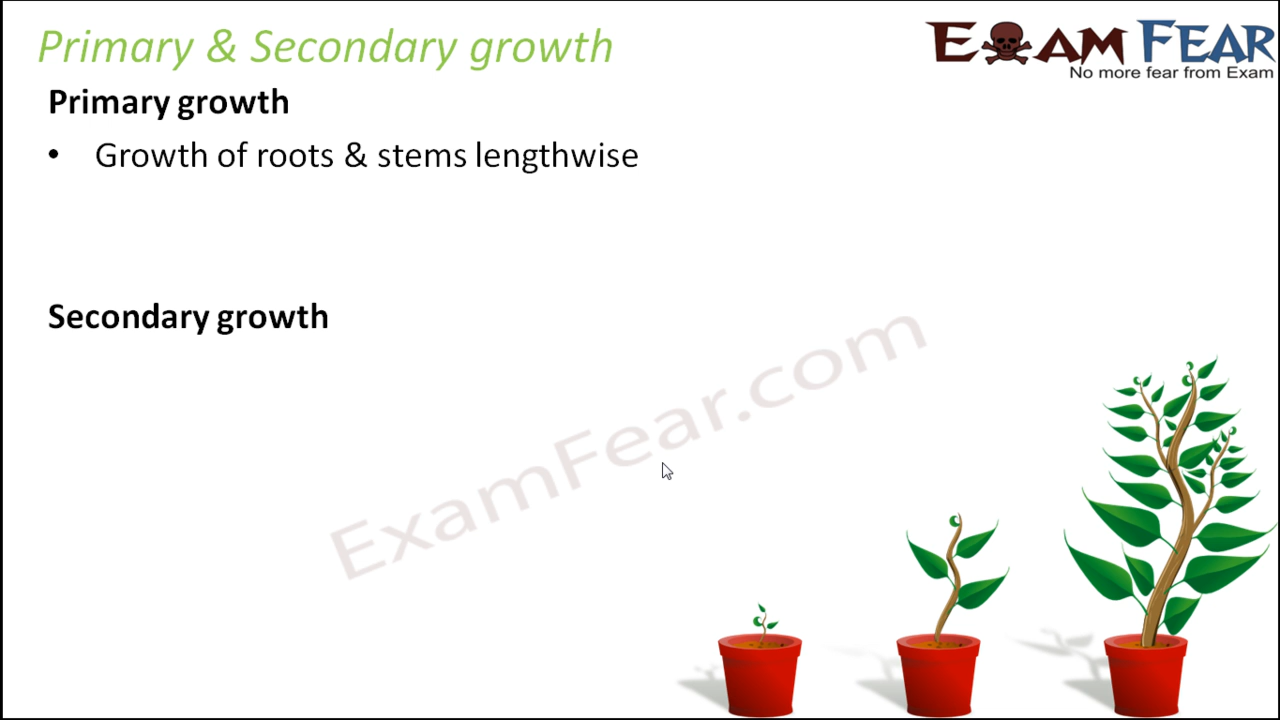 Primary & Secondary growth
EXAM FEAR
No more fear from Exam
Primary growth
• Growth of roots & stems lengthwise
Secondary growth
ExamFear.com